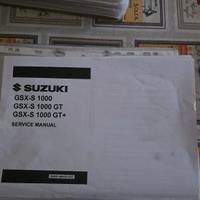 SUZUKI
GSX-S 1000
GSX-S 1000 GT
GSX-S 1000 GT+
SERVICE MANUAL